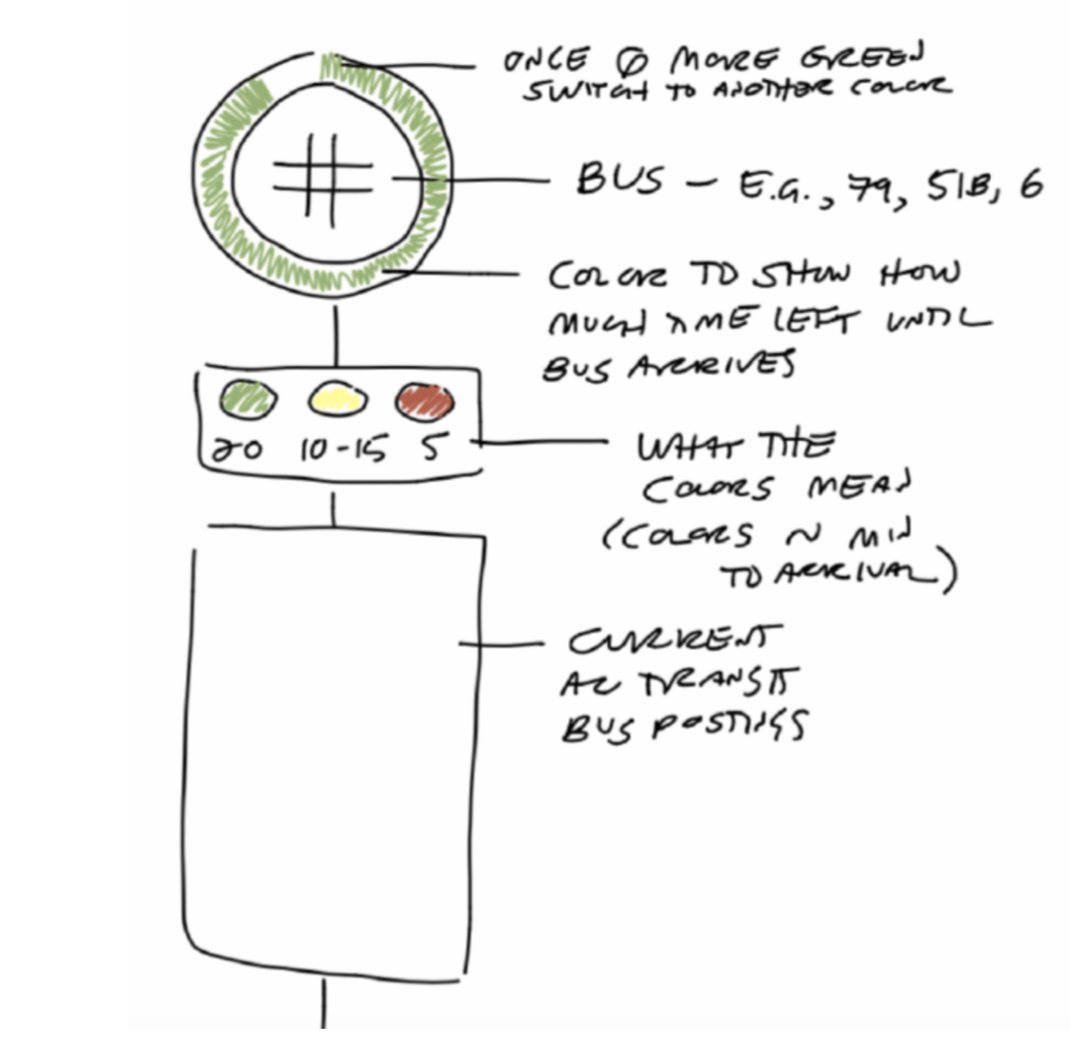 ONCE Ø MORE GREEN
SWITCH TO ANOTHER COLOR
#
BUS – E.G., 79, 51B, 6
COLOR TO SHOW HOW
MUCH TIME LEFT UNTIL
BUS ARRIVES
20 10-15 5
WHAT THE
COLORS MEAN
(COLORS ~ MIN
TO ARRIVAL)
CURRENT
AC TRANSIT
BUS POSTINGS